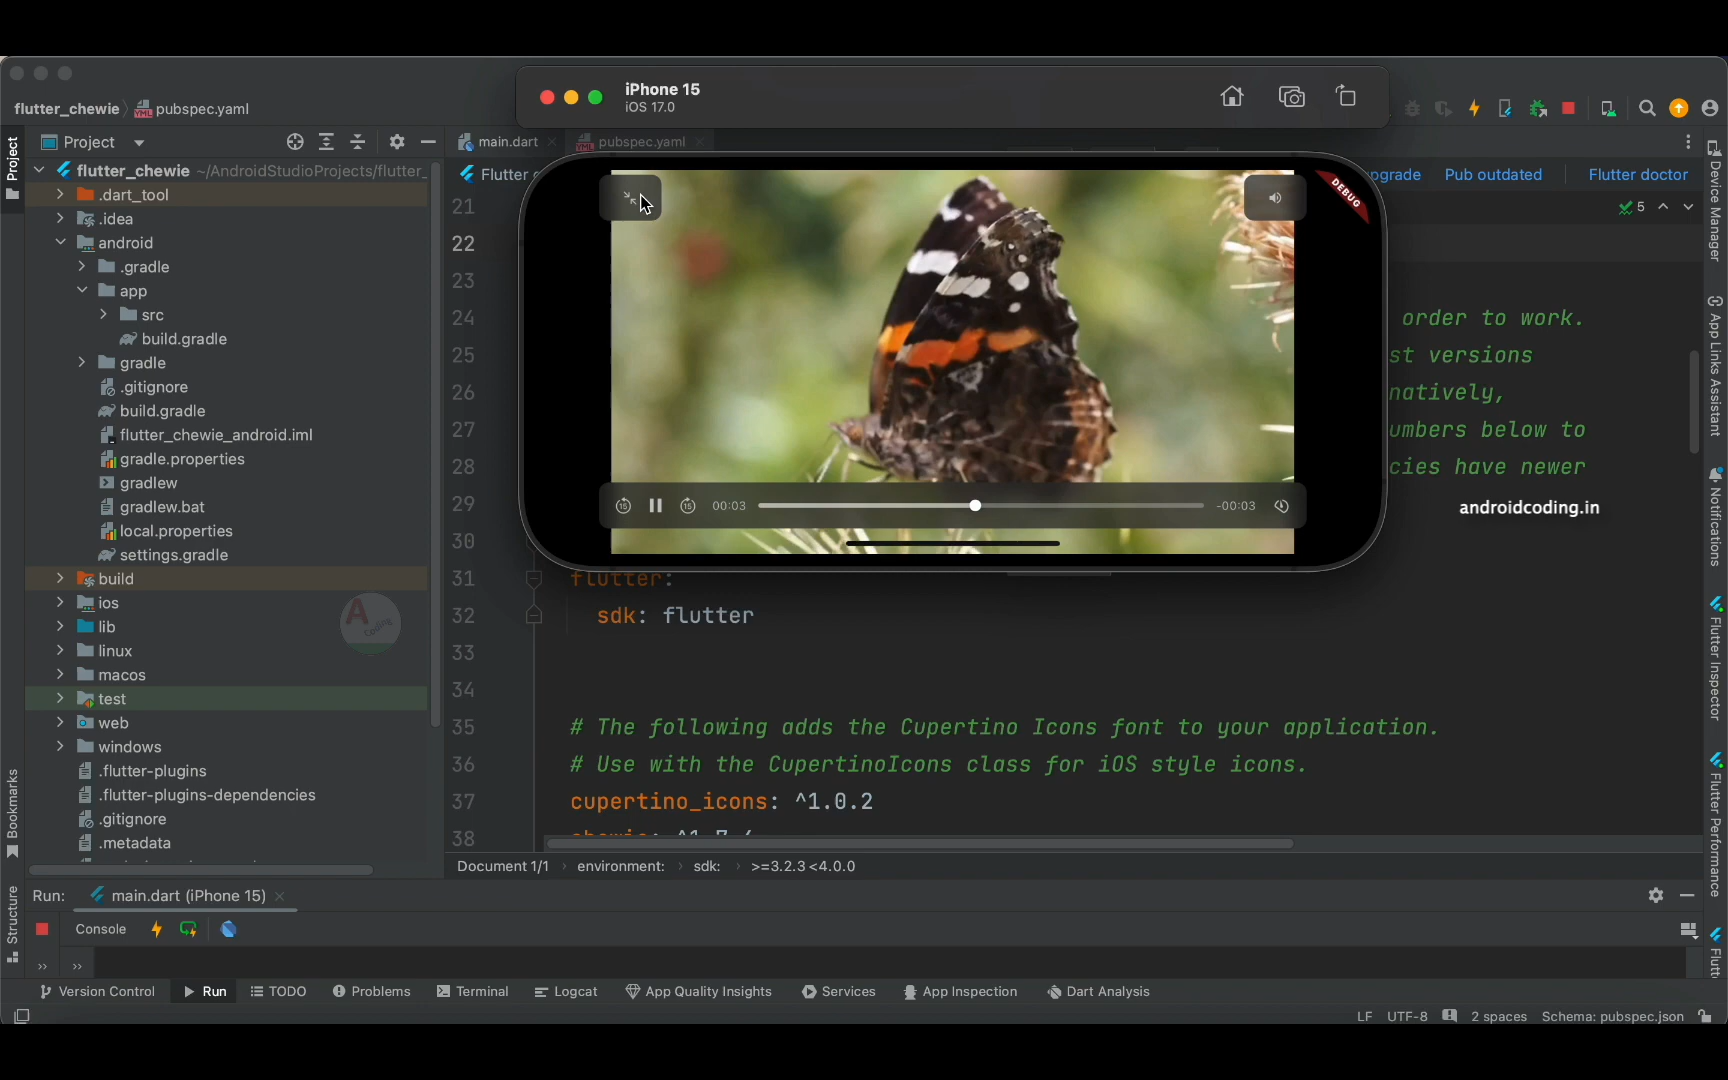 iPhone 15
iOS 17.0
flutter_chewie
pubspec.yaml
Project
main.dart
pubspec.yaml
Project
flutter_chewie ~/AndroidStudioProjects/flutter_
Flutter
Pub outdated
Flutter doctor
DEBUG
.dart_tool
.idea
android
.gradle
app
src
build.gradle
gradle
.gitignore
build.gradle
flutter_chewie_android.iml
gradle.properties
gradlew
gradlew.bat
local.properties
settings.gradle
build
ios
lib
linux
macos
test
web
windows
.flutter-plugins
.flutter-plugins-dependencies
.gitignore
.metadata
A
Coding
21
22
23
24
25
26
27
28
29
30
31
32
33
34
35
36
37
38
5
order to work.
st versions
natively,
umbers below to
cies have newer
androidcoding.in
15
15
00:03
-00:03
flutter:
sdk: flutter
# The following adds the Cupertino Icons font to your application.
# Use with the CupertinoIcons class for iOS style icons.
cupertino_icons: ^1.0.2
Document 1/1
environment:
sdk:
>=3.2.3 <4.0.0
Device Manager
App Links Assistant
Notifications
Flutter Inspector
Flutter Performance
Flutt
Bookmarks
Structure
Run:
main.dart (iPhone 15)
Console
Version Control
Run
TODO
Problems
Terminal
Logcat
App Quality Insights
Services
App Inspection
Dart Analysis
LF
UTF-8
2 spaces
Schema: pubspec.json